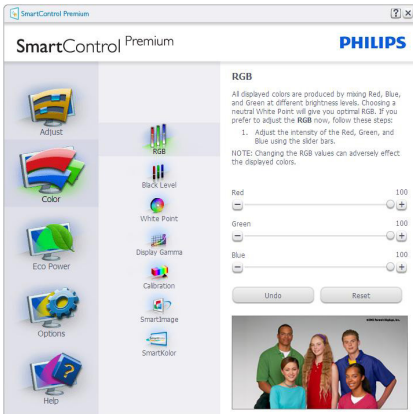 SmartControl Premium
SmartControl Premium
PHILIPS
Adjust
Color
Eco Power
Options
Help
RGB
Black Level
White Point
Display Gamma
Calibration
SmartImage
SmartKolor
RGB
All displayed colors are produced by mixing Red, Blue,
and Green at different brightness levels. Choosing a
neutral White Point will give you optimal RGB. If you
prefer to adjust the RGB now, follow these steps:
1. Adjust the intensity of the Red, Green, and
Blue using the slider bars.
NOTE: Changing the RGB values can adversely effect
the displayed colors.
Red 100
Green 100
Blue 100
Undo Reset